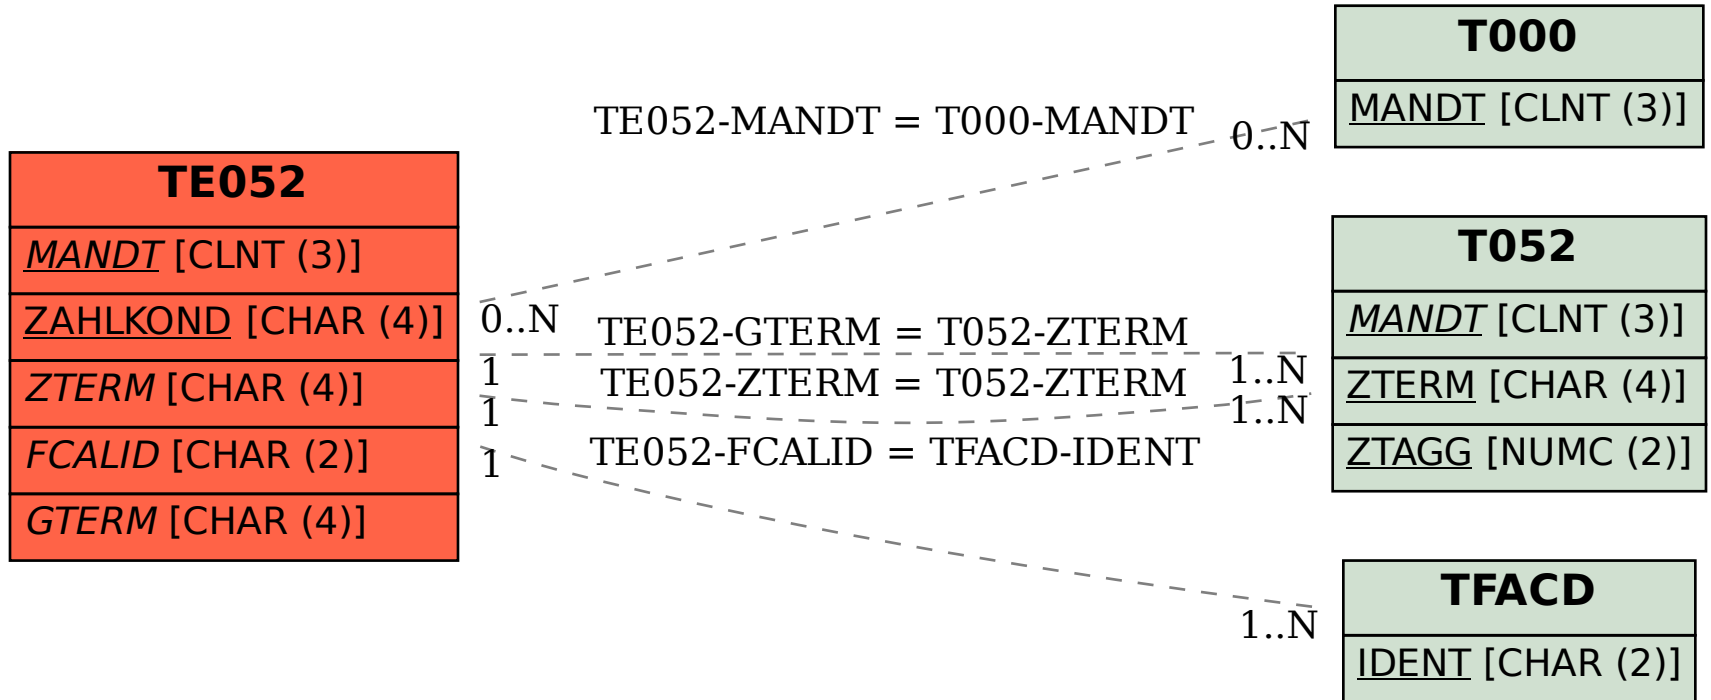 TE052
MANDT [CLNT (3)]
ZAHLKOND [CHAR (4)]
ZTERM [CHAR (4)]
FCALID [CHAR (2)]
GTERM [CHAR (4)]
TE052-MANDT = T000-MANDT
0..N
0..N
TE052-GTERM = T052-ZTERM
1
1..N
TE052-ZTERM = T052-ZTERM
1
1..N
TE052-FCALID = TFACD-IDENT
1
1..N
T000
MANDT [CLNT (3)]
T052
MANDT [CLNT (3)]
ZTERM [CHAR (4)]
ZTAGG [NUMC (2)]
TFACD
IDENT [CHAR (2)]